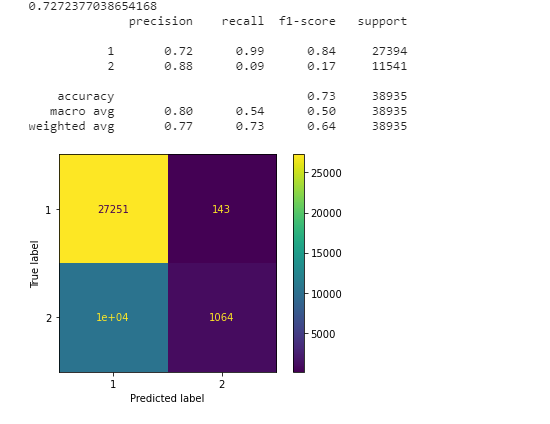 0.7272377038654168
precision recall f1-score support
1 0.72 0.99 0.84 27394
2 0.88 0.09 0.17 11541
accuracy 0.73 38935
macro avg 0.80 0.54 0.50 38935
weighted avg 0.77 0.73 0.64 38935
25000
20000
15000
10000
5000
True label
1
27251 143
2
1e+04 1064
1 2
Predicted label